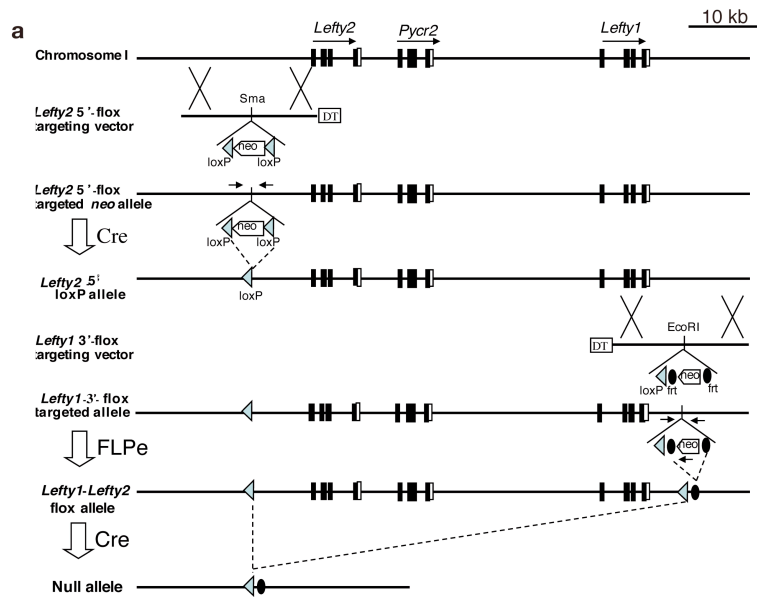 a
10 kb
Lefty2 Pycr2 Lefty1
Chromosome I
Sma
Lefty2 5'-flox
targeting vector
DT
neo
loxP loxP
Lefty2 5'-flox
targeted neo allele
neo
Cre
loxP loxP
Lefty2 5'
loxP allele
loxP
EcoRI
Lefty1 3'-flox
targeting vector
DT
neo
loxP frt frt
Lefty1-3'-flox
targeted allele
neo
FLPe
Lefty1-Lefty2
flox allele
Cre
Null allele